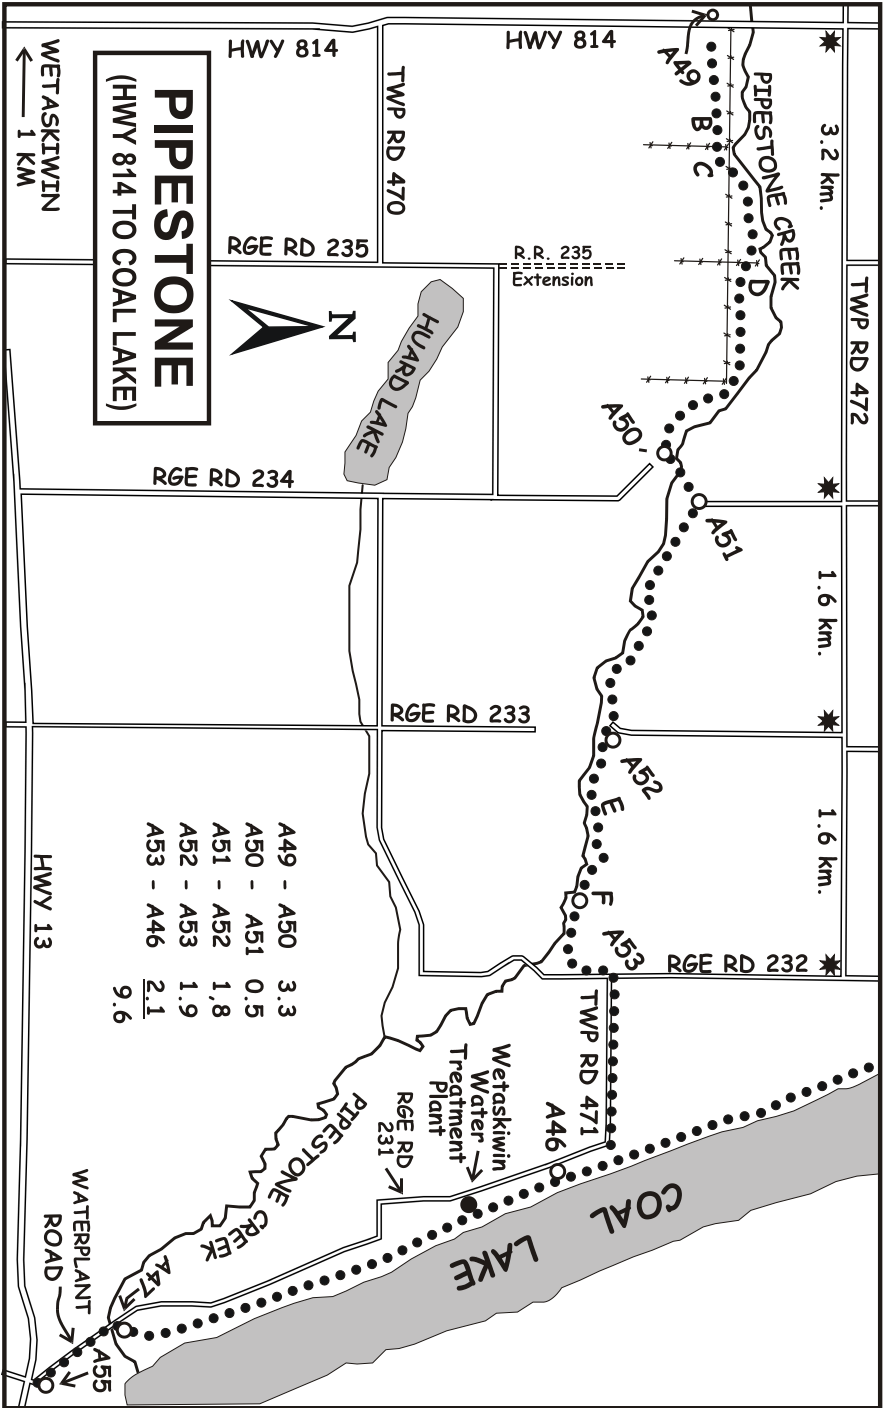 PIPESTONE
(HWY 814 TO COAL LAKE)
N
WETASKIWIN
1 KM
HWY 814
HWY 814
A49
B
C
PIPESTONE CREEK
3.2 km.
TWP RD 472
TWP RD 470
RGE RD 235
R.R. 235
Extension
D
HUARD LAKE
A50
RGE RD 234
A51
1.6 km.
RGE RD 233
A52
E
1.6 km.
F
A53
RGE RD 232
HWY 13
A49 - A50 3.3
A50 - A51 0.5
A51 - A52 1,8
A52 - A53 1.9
A53 - A46 2.1
9.6
TWP RD 471
A46
Wetaskiwin
Water
Treatment
Plant
RGE RD
231
PIPESTONE CREEK
COAL LAKE
A47
WATERPLANT
ROAD
A55